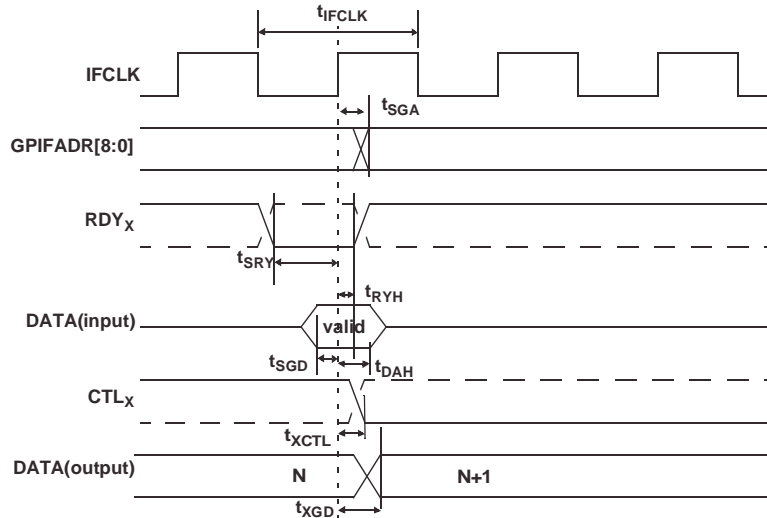 tIFCLK
IFCLK
tSGA
GPIFADR[8:0]
RDYX
tSRY
tRYH
DATA(input)
valid
tSGD
tDAH
CTLX
tXCTL
DATA(output)
N
N+1
tXGD